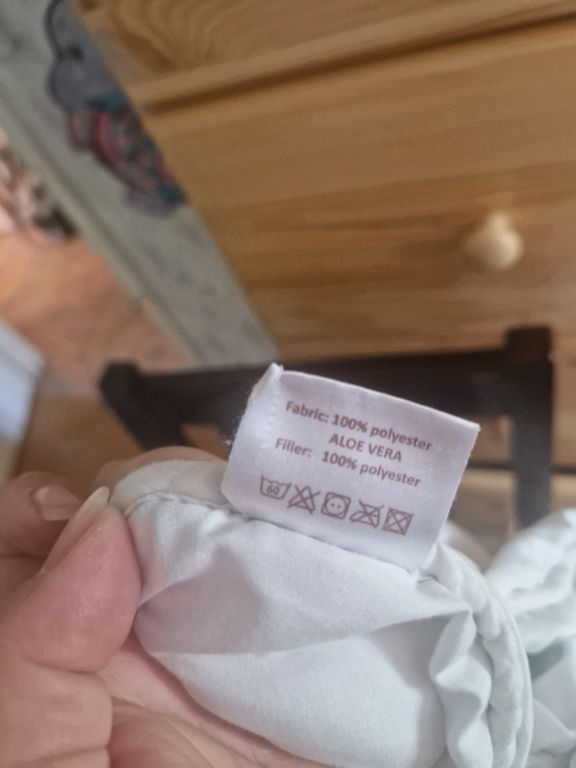 Fabric: 100% polyester
ALOE VERA
Filler: 100% polyester
60